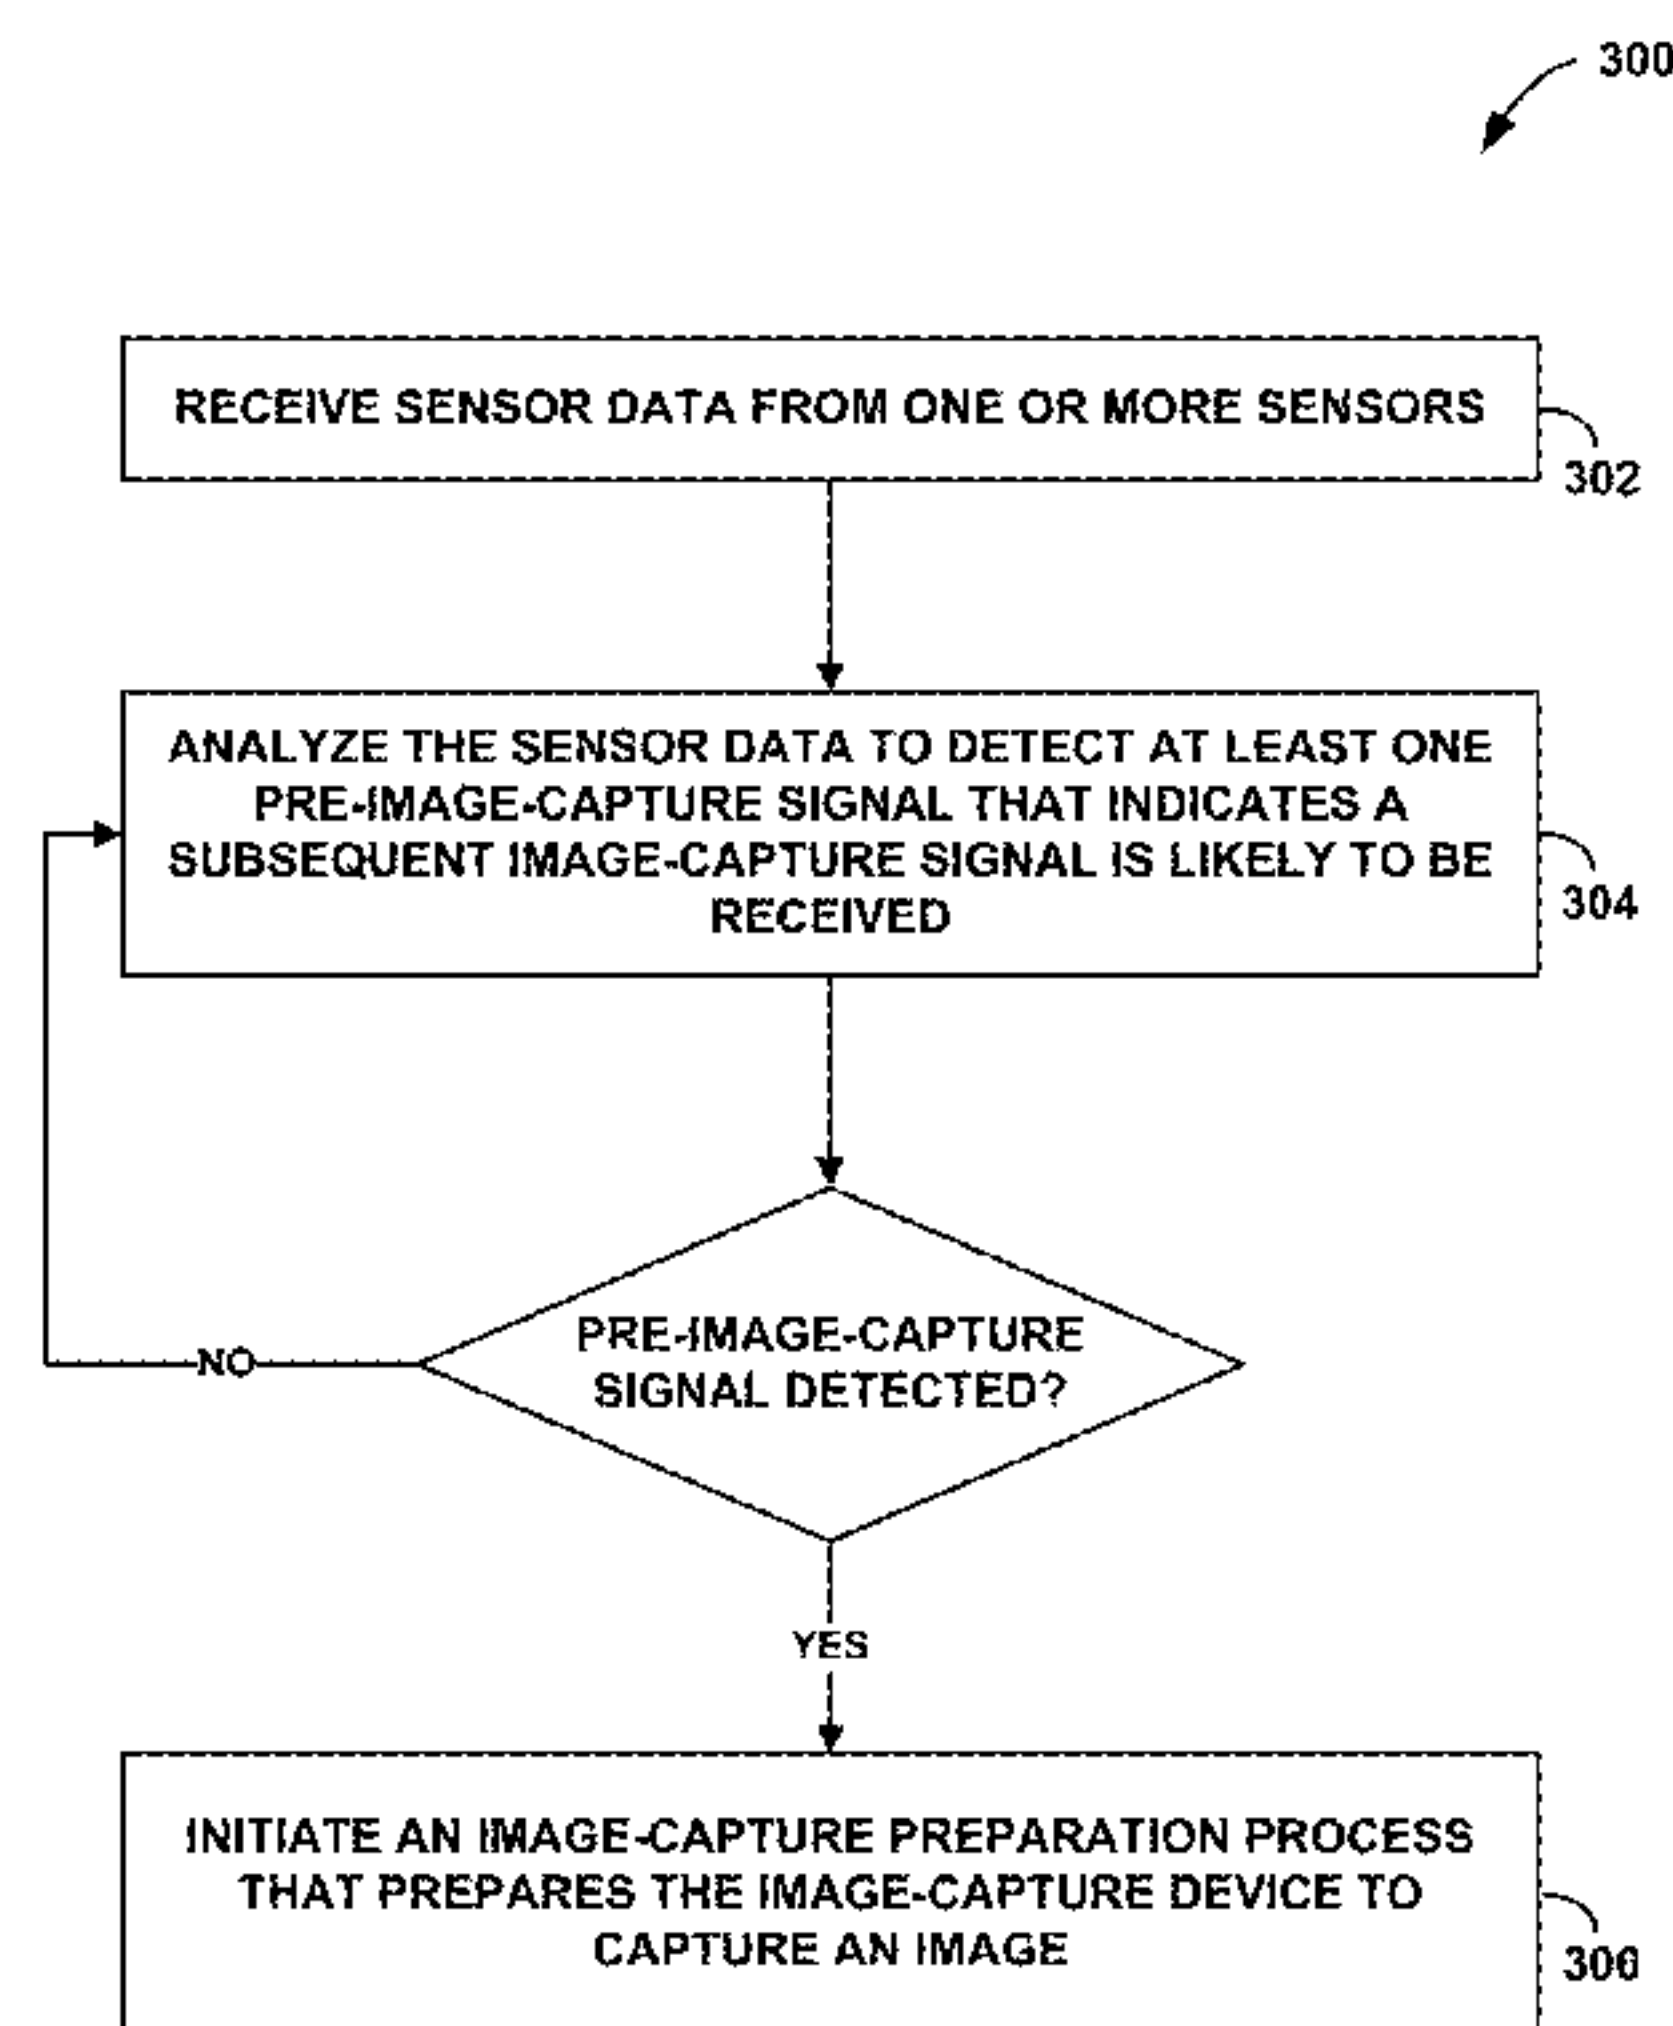 300
RECEIVE SENSOR DATA FROM ONE OR MORE SENSORS
302
ANALYZE THE SENSOR DATA TO DETECT AT LEAST ONE
PRE-IMAGE-CAPTURE SIGNAL THAT INDICATES A
SUBSEQUENT IMAGE-CAPTURE SIGNAL IS LIKELY TO BE
RECEIVED
304
PRE-IMAGE-CAPTURE
SIGNAL DETECTED?
NO
YES
INITIATE AN IMAGE-CAPTURE PREPARATION PROCESS
THAT PREPARES THE IMAGE-CAPTURE DEVICE TO
CAPTURE AN IMAGE
306